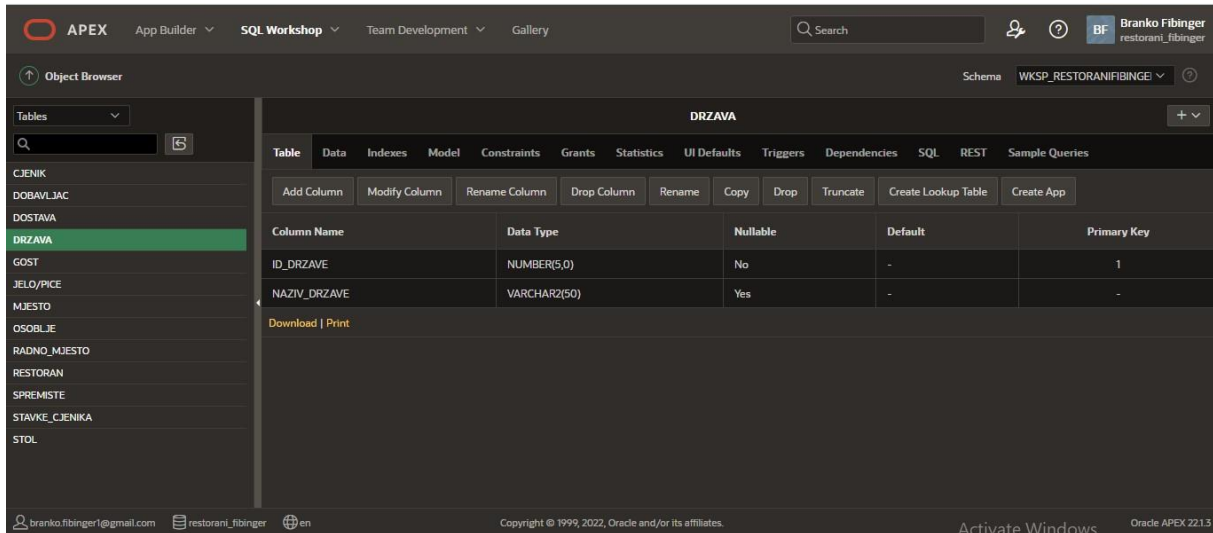 APEX App Builder SQL Workshop Team Development Gallery Search BF Branko Fibinger
restorani_fibinger
Object Browser Schema WKSP_RESTORANIFIBINGE
Tables DRZAVA
Table Data Indexes Model Constraints Grants Statistics UI Defaults Triggers Dependencies SQL REST Sample Queries
Add Column Modify Column Rename Column Drop Column Rename Copy Drop Truncate Create Lookup Table Create App
CJENIK
DOBAVLJAC
DOSTAVA
DRZAVA
GOST
JELO/PICE
MJESTO
OSOBLJE
RADNO_MJESTO
RESTORAN
SPREMISTE
STAVKE_CJENIKA
STOL
Column Name Data Type Nullable Default Primary Key
ID_DRZAVE NUMBER(5,0) No - 1
NAZIV_DRZAVE VARCHAR2(50) Yes - -
Download | Print
branko.fibinger1@gmail.com restorani_fibinger en Copyright © 1999, 2022, Oracle and/or its affiliates. Activate Windows Oracle APEX 22.1.3